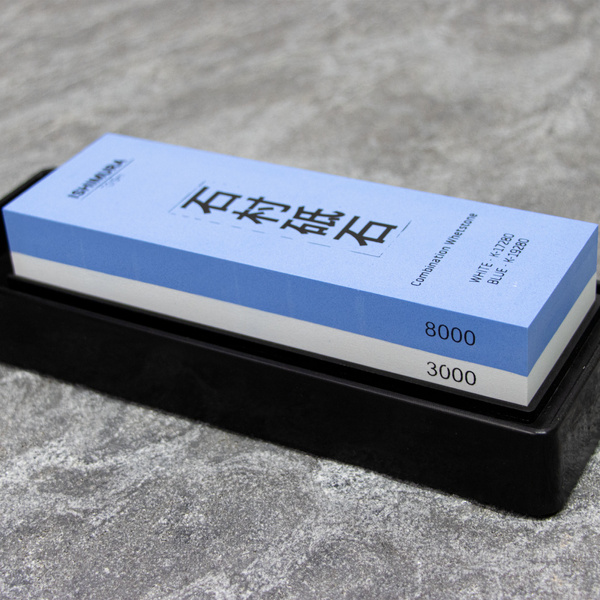 ISHIMURA
石村砥石
Combination Whetstone
WHITE - K-17280
BLUE - K-19280
8000
3000